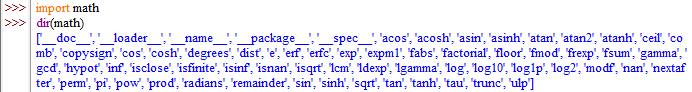 >>> import math
>>> dir(math)
['__doc__', '__loader__', '__name__', '__package__', '__spec__', 'acos', 'acosh', 'asin', 'asinh', 'atan', 'atan2', 'atanh', 'ceil', 'co
mb', 'copysign', 'cos', 'cosh', 'degrees', 'dist', 'e', 'erf', 'erfc', 'exp', 'expm1', 'fabs', 'factorial', 'floor', 'fmod', 'frexp', 'fsum', 'gamma', '
gcd', 'hypot', 'inf', 'isclose', 'isfinite', 'isinf', 'isnan', 'isqrt', 'lcm', 'ldexp', 'lgamma', 'log', 'log10', 'log1p', 'log2', 'modf', 'nan', 'nextaf
ter', 'perm', 'pi', 'pow', 'prod', 'radians', 'remainder', 'sin', 'sinh', 'sqrt', 'tan', 'tanh', 'tau', 'trunc', 'ulp']